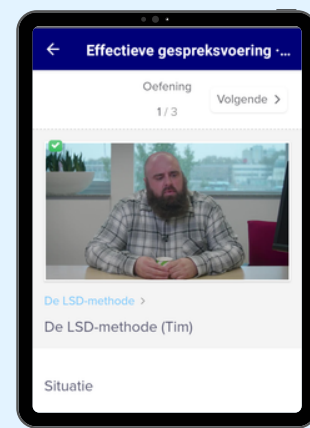 Effectieve gespreksvoering ·...
Oefening
1 / 3
Volgende >
De LSD-methode >
De LSD-methode (Tim)
Situatie